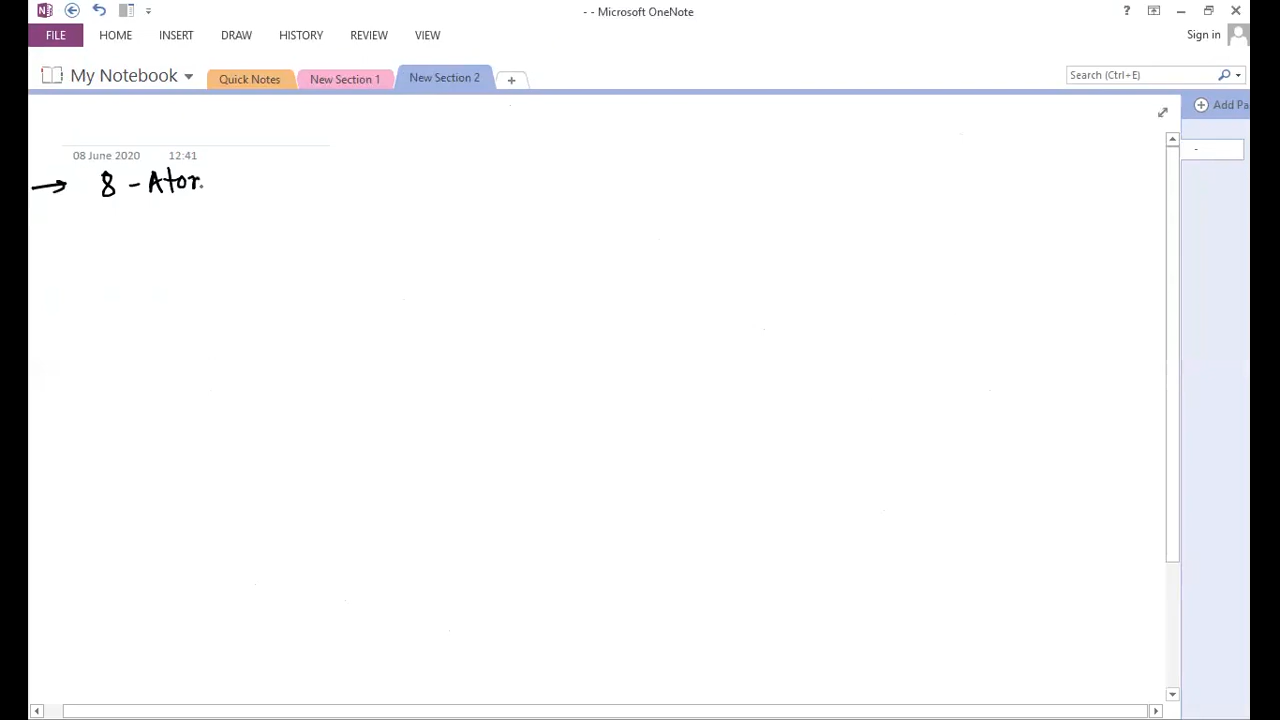 - - Microsoft OneNote
?
FILE HOME INSERT DRAW HISTORY REVIEW VIEW Sign in
My Notebook Quick Notes New Section 1 New Section 2 + Search (Ctrl+E)
+ Add Pa
-
08 June 2020 12:41
→ 8 - Ator